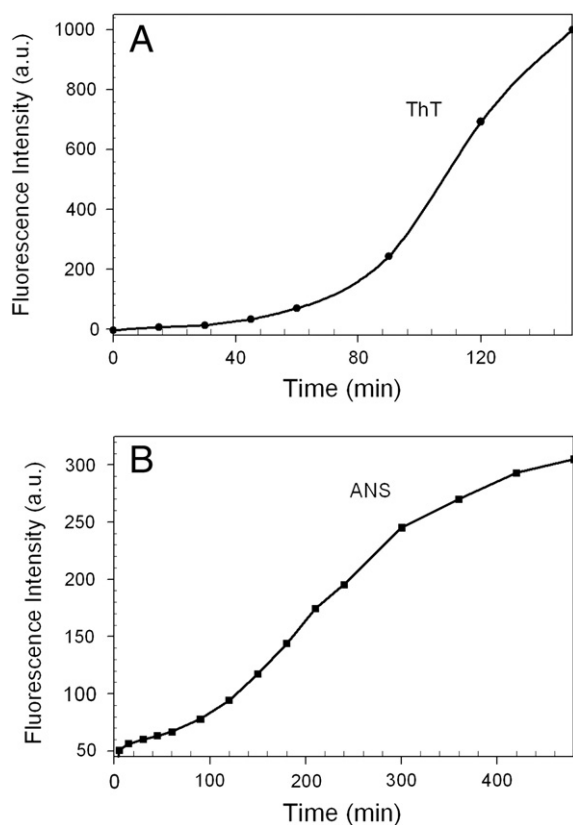 A
ThT
Fluorescence Intensity (a.u.)
1000
800
600
400
200
0
0 40 80 120
Time (min)
B
ANS
Fluorescence Intensity (a.u.)
300
250
200
150
100
50
0 100 200 300 400
Time (min)